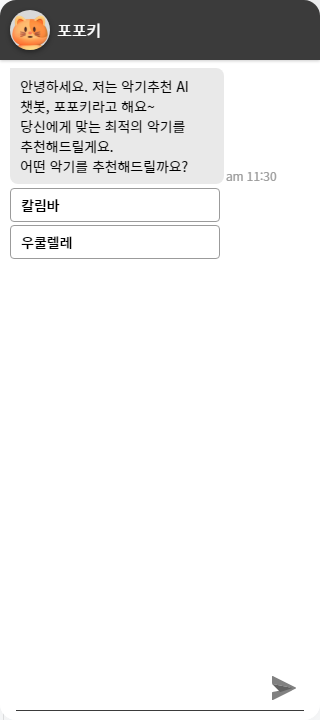 포포키
안녕하세요. 저는 악기추천 AI
챗봇, 포포키라고 해요~
당신에게 맞는 최적의 악기를
추천해드릴게요.
어떤 악기를 추천해드릴까요?
am 11:30
칼림바
우쿨렐레